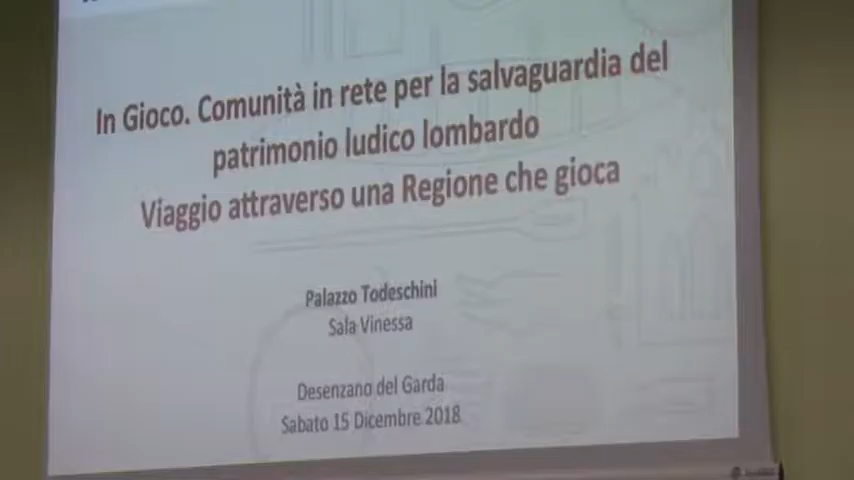 In Gioco. Comunità in rete per la salvaguardia del
patrimonio ludico lombardo
Viaggio attraverso una Regione che gioca
Palazzo Todeschini
Sala Vinessa
Desenzano del Garda
Sabato 15 Dicembre 2018